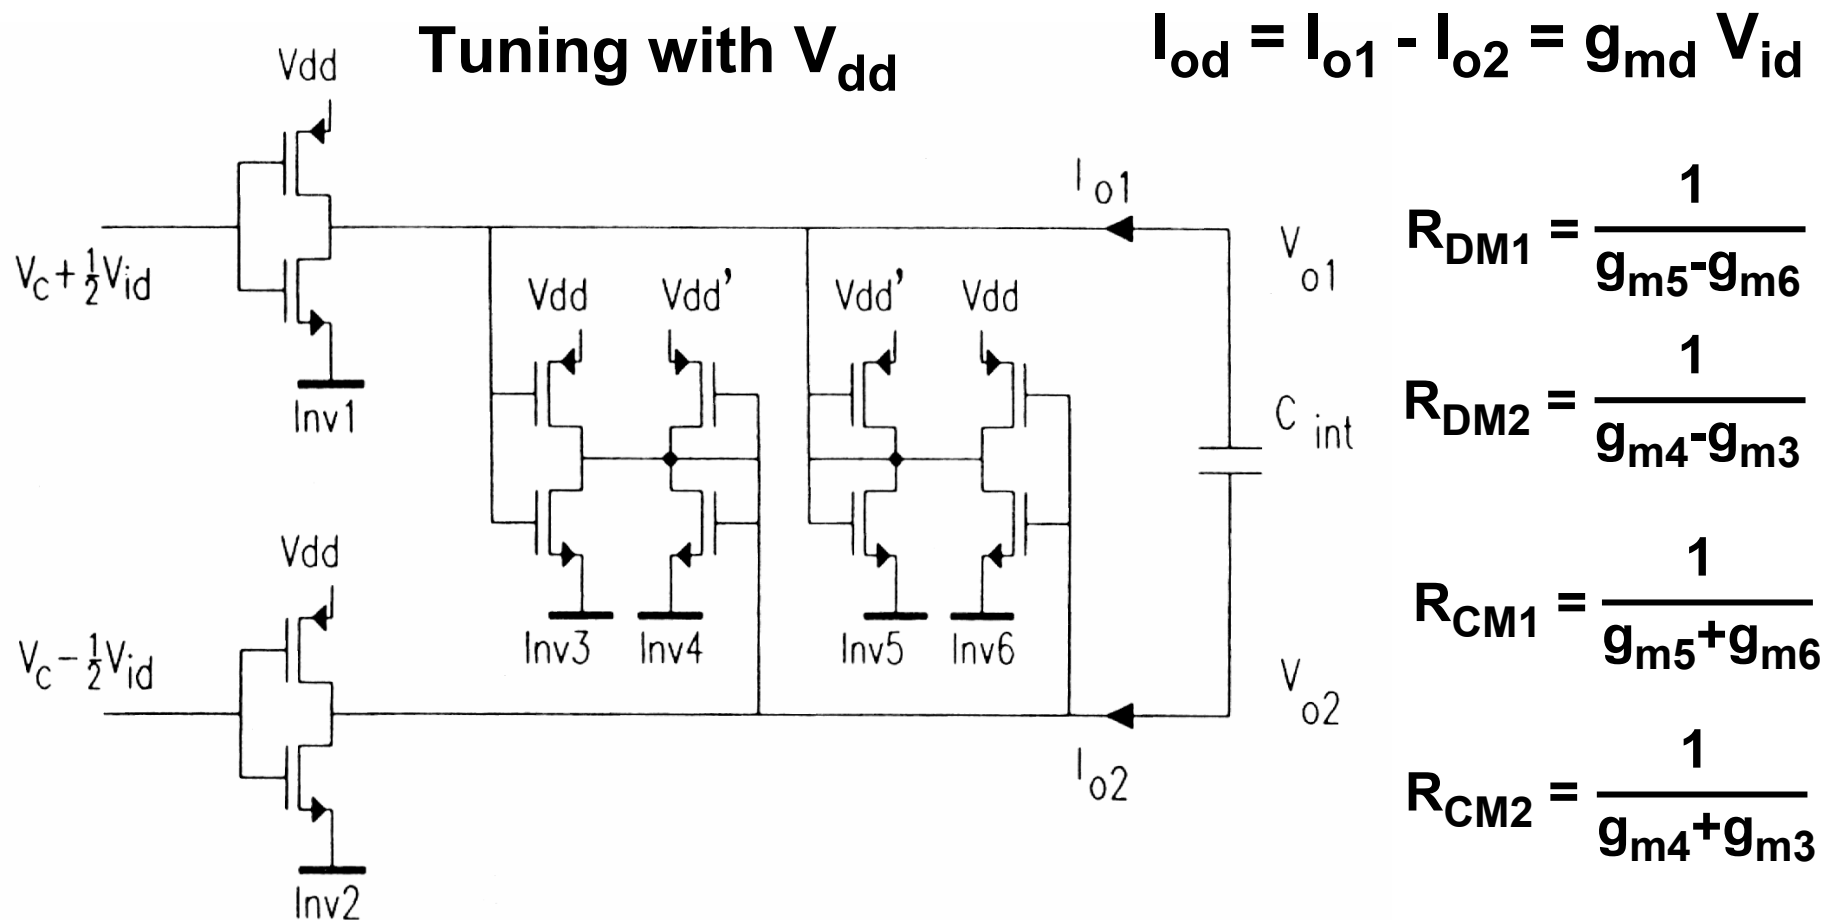 Tuning with Vdd
Iod = Io1 - Io2 = gmd Vid
Vdd
Vc+½Vid
Inv1
Io1
Vo1
RDM1 = 1
gm5-gm6
Vdd
Vdd'
Vdd'
Vdd
Cint
RDM2 = 1
gm4-gm3
Inv3
Inv4
Inv5
Inv6
RCM1 = 1
gm5+gm6
Vdd
Vc-½Vid
Inv2
Io2
Vo2
RCM2 = 1
gm4+gm3